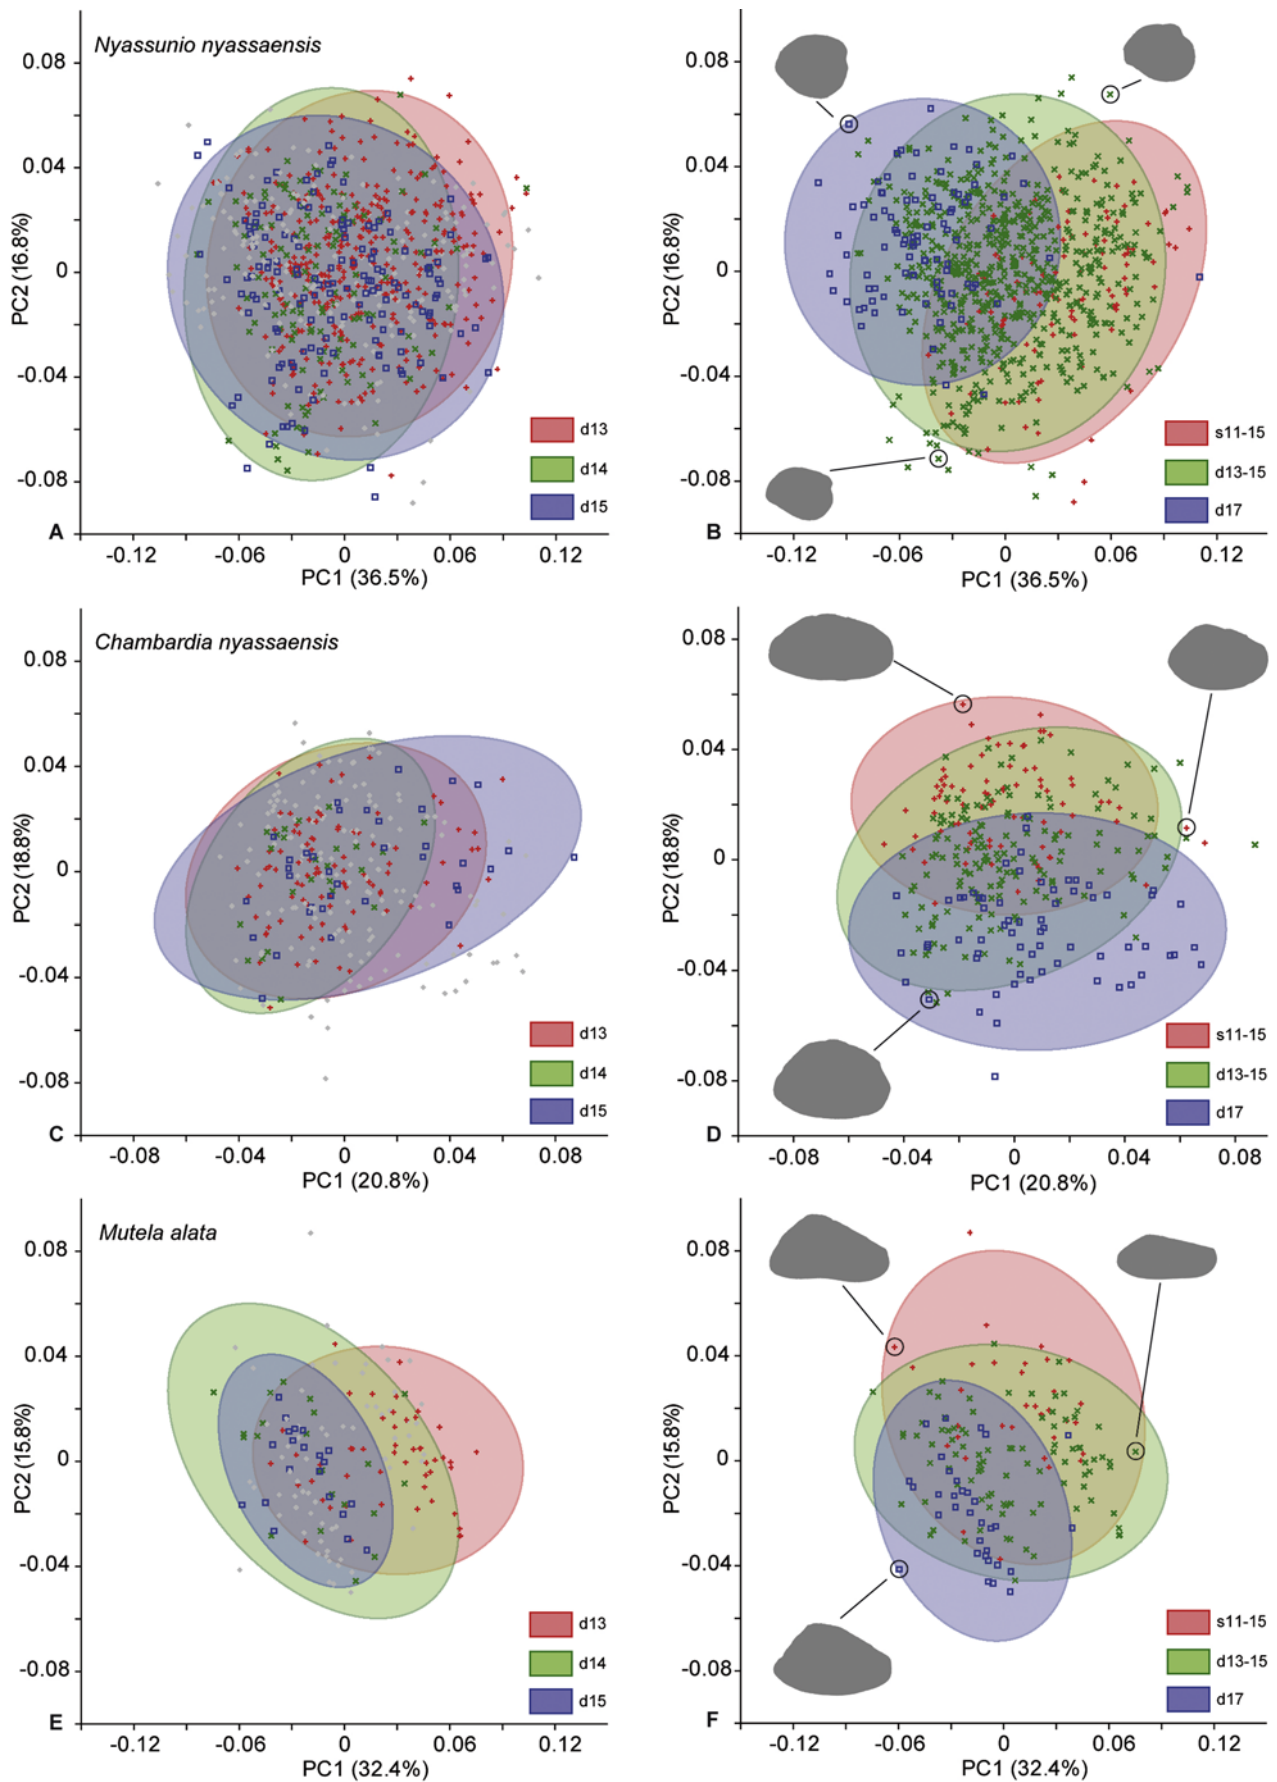 Nyassunio nyassaensis
0.08
0.04
0
-0.04
-0.08
PC2 (16.8%)
d13
d14
d15
A
-0.12
-0.06
0
0.06
0.12
PC1 (36.5%)
0.08
0.04
0
-0.04
-0.08
PC2 (16.8%)
s11-15
d13-15
d17
B
-0.12
-0.06
0
0.06
0.12
PC1 (36.5%)
Chambardia nyassaensis
0.08
0.04
0
-0.04
-0.08
PC2 (18.8%)
d13
d14
d15
C
-0.08
-0.04
0
0.04
0.08
PC1 (20.8%)
0.08
0.04
0
-0.04
-0.08
PC2 (18.8%)
s11-15
d13-15
d17
D
-0.08
-0.04
0
0.04
0.08
PC1 (20.8%)
Mutela alata
0.08
0.04
0
-0.04
-0.08
PC2 (15.8%)
d13
d14
d15
E
-0.12
-0.06
0
0.06
0.12
PC1 (32.4%)
0.08
0.04
0
-0.04
-0.08
PC2 (15.8%)
s11-15
d13-15
d17
F
-0.12
-0.06
0
0.06
0.12
PC1 (32.4%)